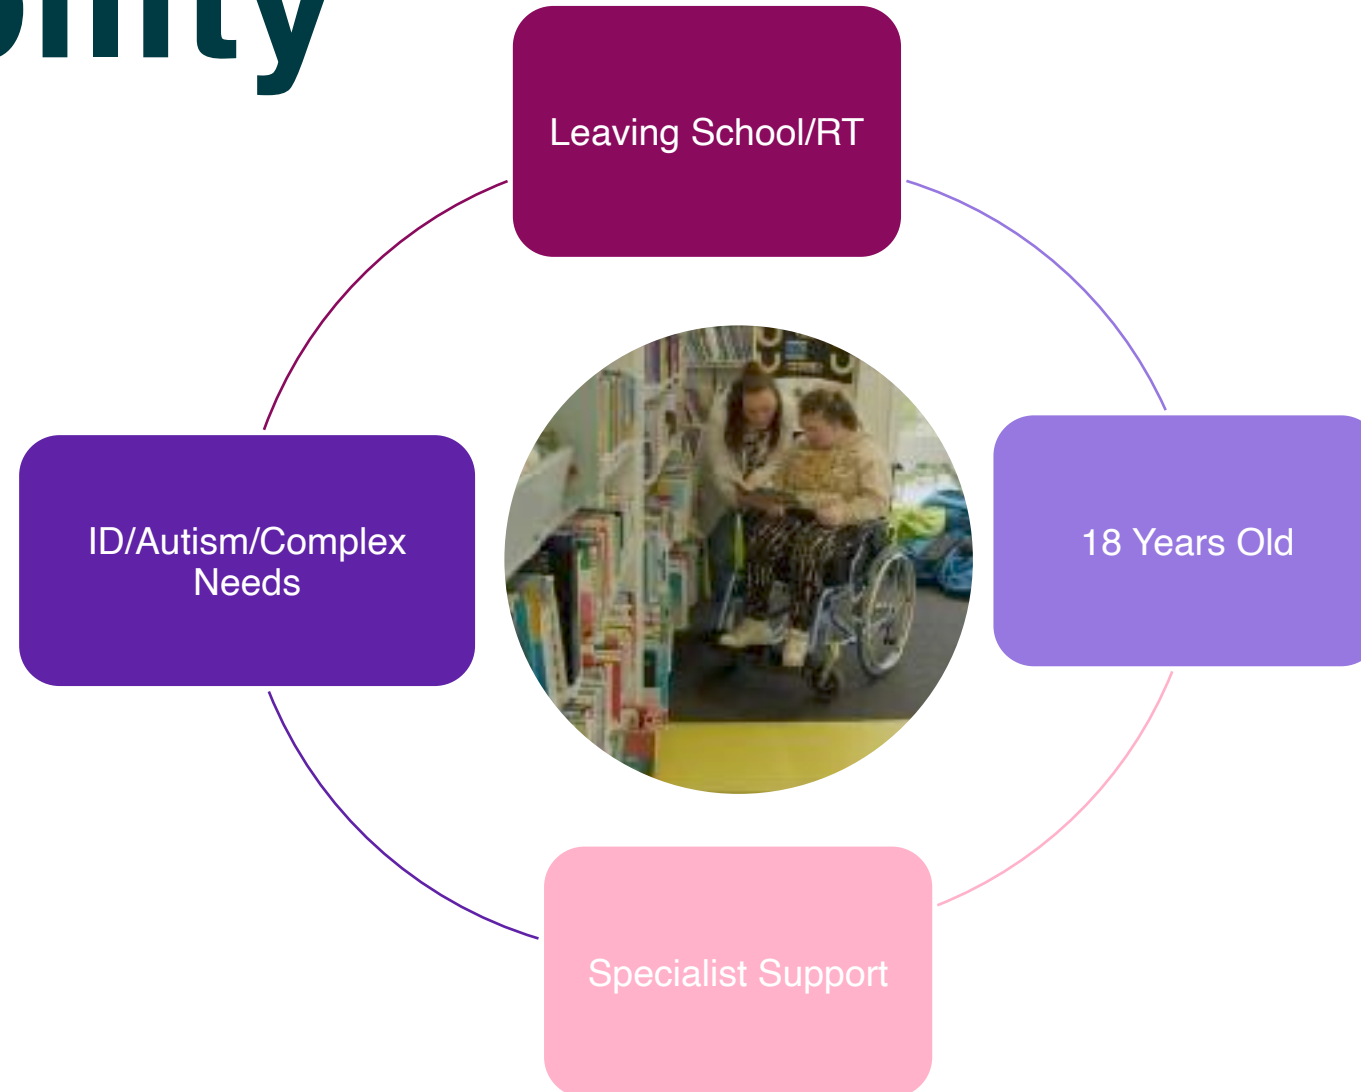 Leaving School/RT
18 Years Old
Specialist Support
ID/Autism/Complex
Needs